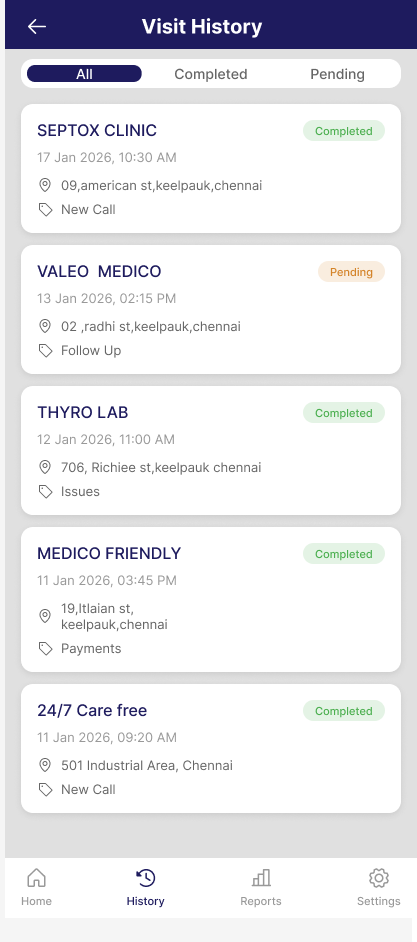 Visit History
All
Completed
Pending
SEPTOX CLINIC
Completed
17 Jan 2026, 10:30 AM
09,american st,keelpauk,chennai
New Call
VALEO  MEDICO
Pending
13 Jan 2026, 02:15 PM
02 ,radhi st,keelpauk,chennai
Follow Up
THYRO LAB
Completed
12 Jan 2026, 11:00 AM
706, Richiee st,keelpauk chennai
Issues
MEDICO FRIENDLY
Completed
11 Jan 2026, 03:45 PM
19,Itlaian st,
keelpauk,chennai
Payments
24/7 Care free
Completed
11 Jan 2026, 09:20 AM
501 Industrial Area, Chennai
New Call
Home
History
Reports
Settings